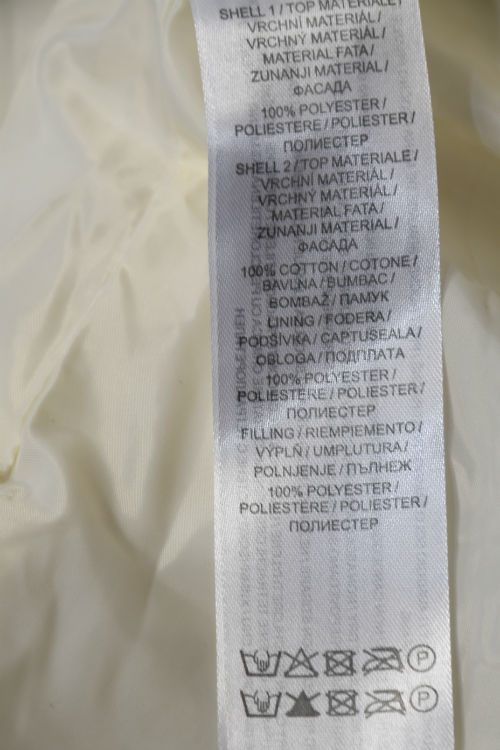 SHELL 1 / TOP MATERIALE /
VRCHNÍ MATERIÁL /
VRCHNÝ MATERIÁL /
MATERIAL FATA /
ZUNANJI MATERIAL /
ФАСАДА
100% POLYESTER /
POLIESTERE / POLIESTER /
ПОЛИЕСТЕР
SHELL 2 / TOP MATERIALE /
VRCHNÍ MATERIÁL /
VRCHNÝ MATERIÁL /
MATERIAL FATA /
ZUNANJI MATERIAL /
ФАСАДА
100% COTTON / COTONE /
BAVLNA / BUMBAC /
BOMBAŽ / ПАМУК
LINING / FODERA /
PODŠÍVKA / CAPTUSEALA /
OBLOGA / ПОДПЛАТА
100% POLYESTER /
POLIESTERE / POLIESTER /
ПОЛИЕСТЕР
FILLING / RIEMPIEMENTO /
VÝPLŇ / UMPLUTURA /
POLNJENJE / ПЪЛНЕЖ
100% POLYESTER /
POLIESTERE / POLIESTER /
ПОЛИЕСТЕР
P
P